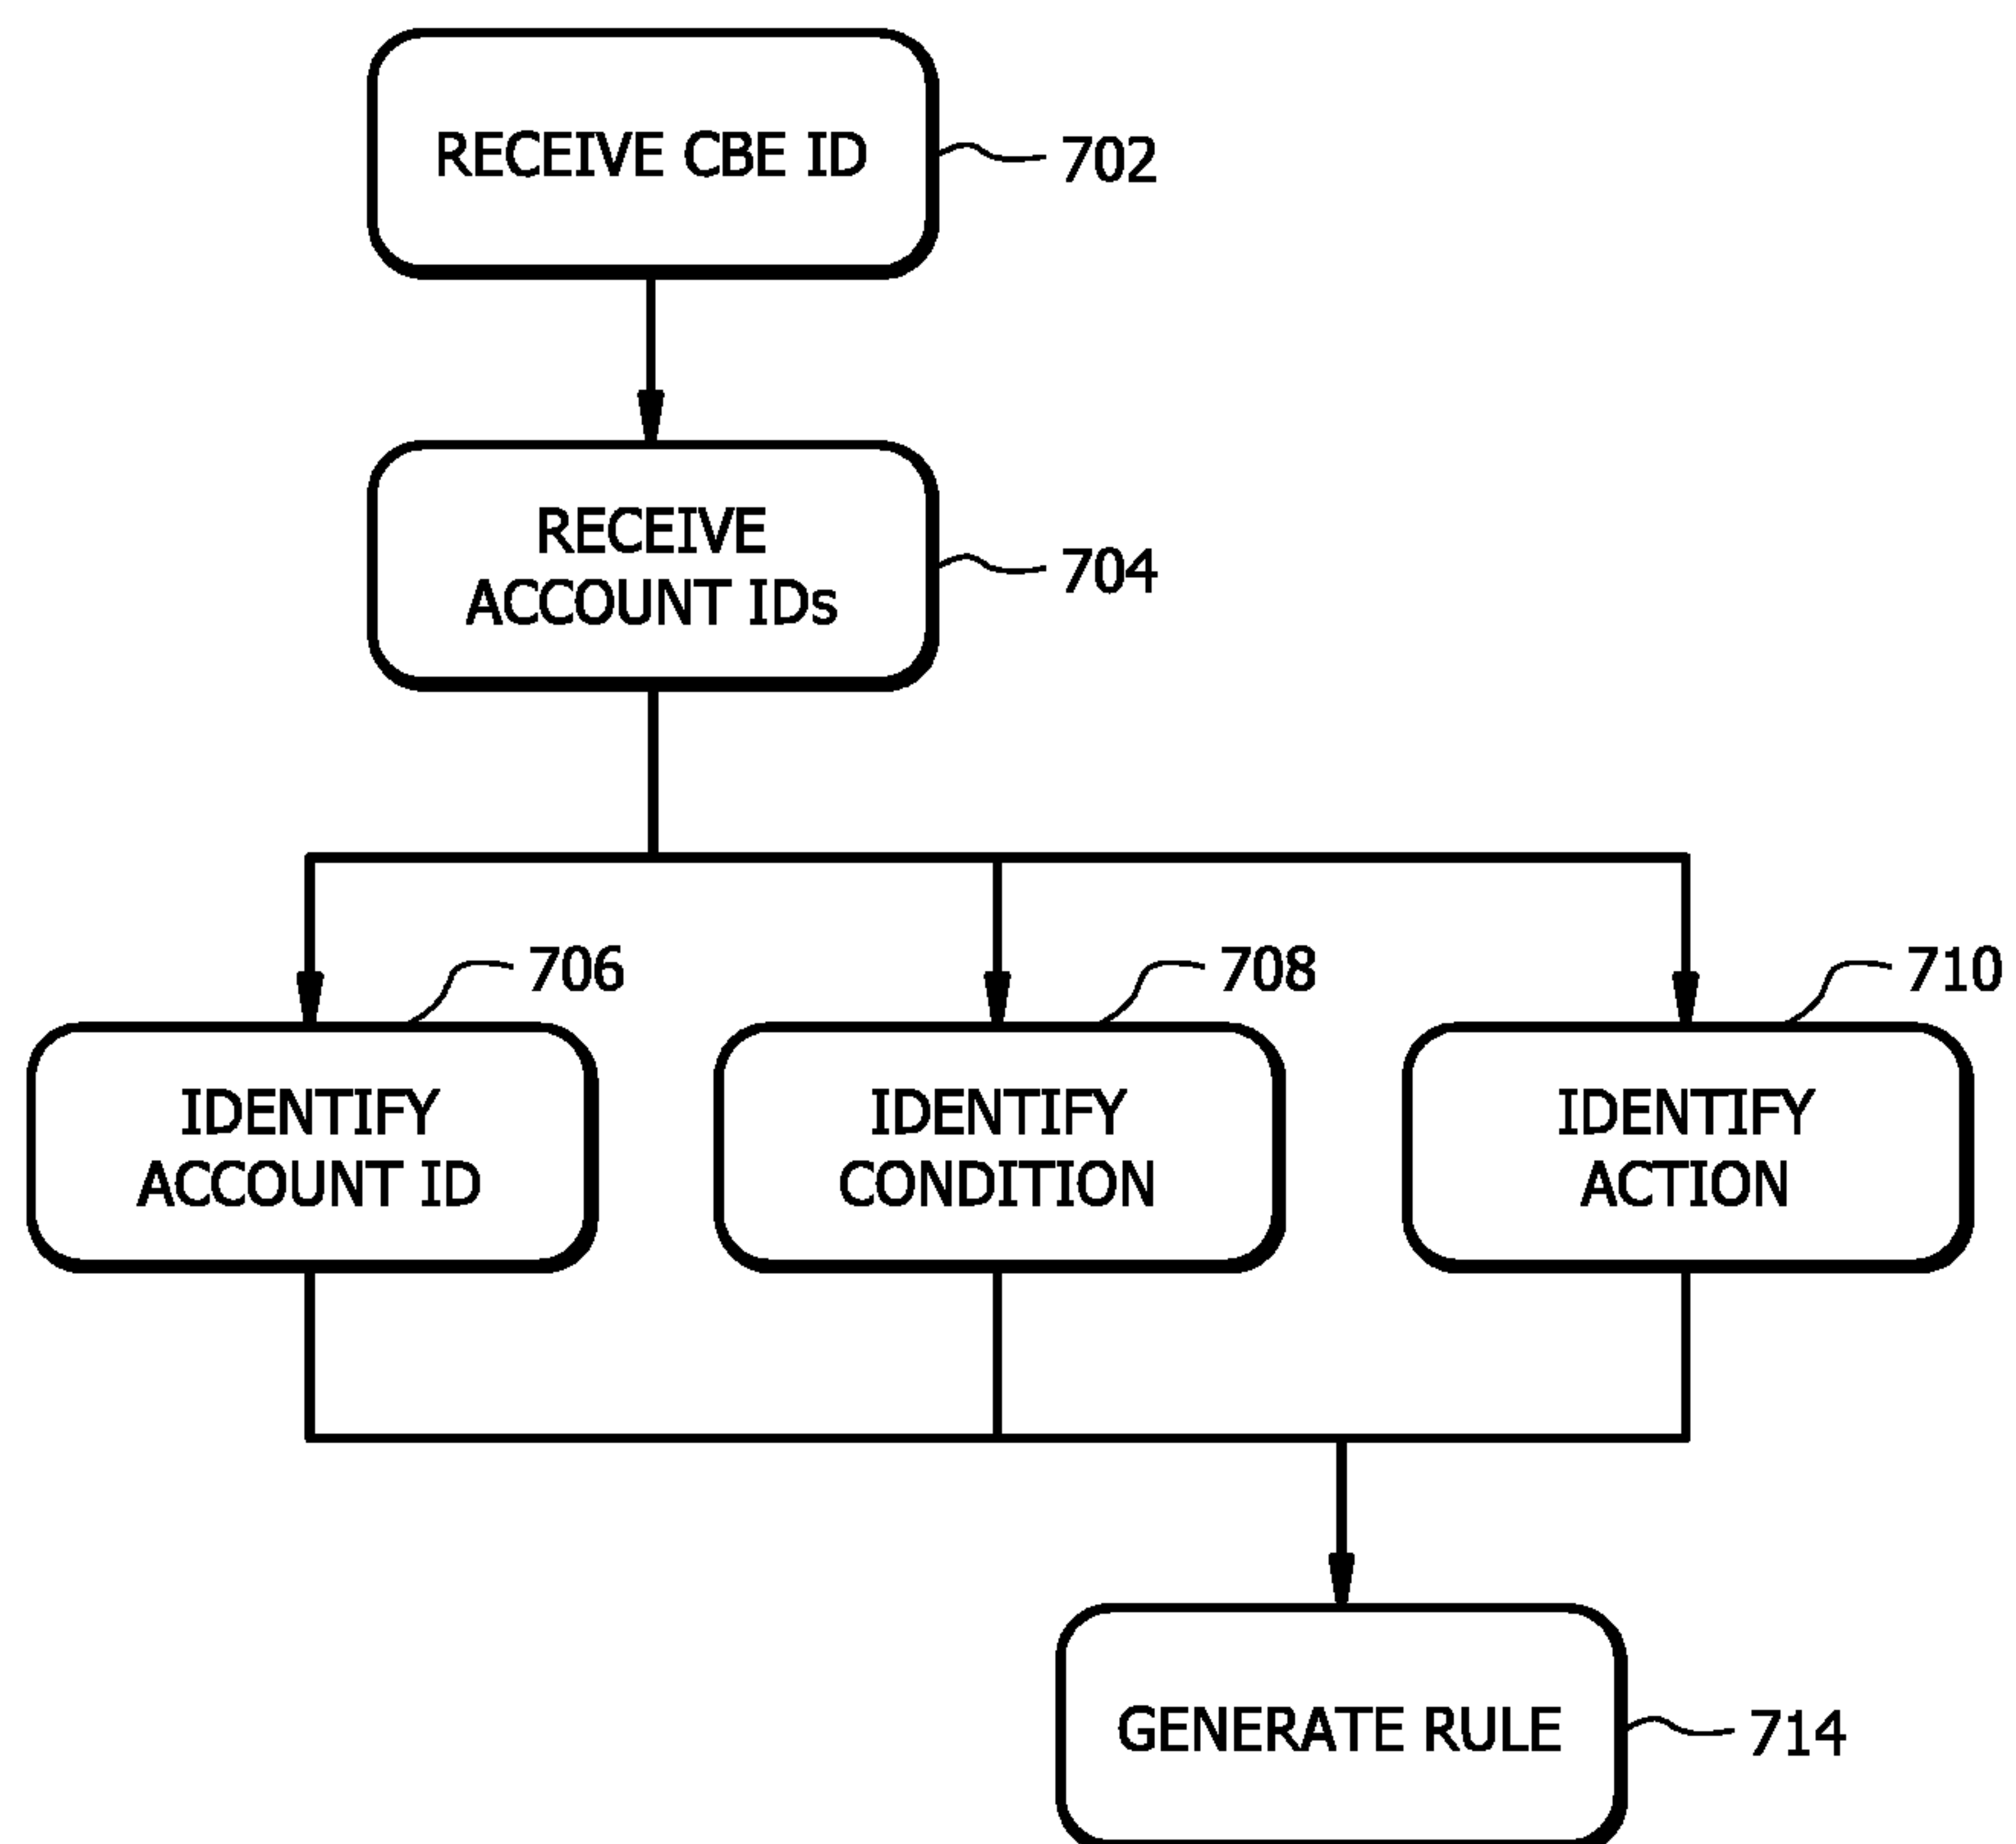 RECEIVE CBE ID
702
RECEIVE
ACCOUNT IDs
704
706
708
710
IDENTIFY
ACCOUNT ID
IDENTIFY
CONDITION
IDENTIFY
ACTION
GENERATE RULE
714